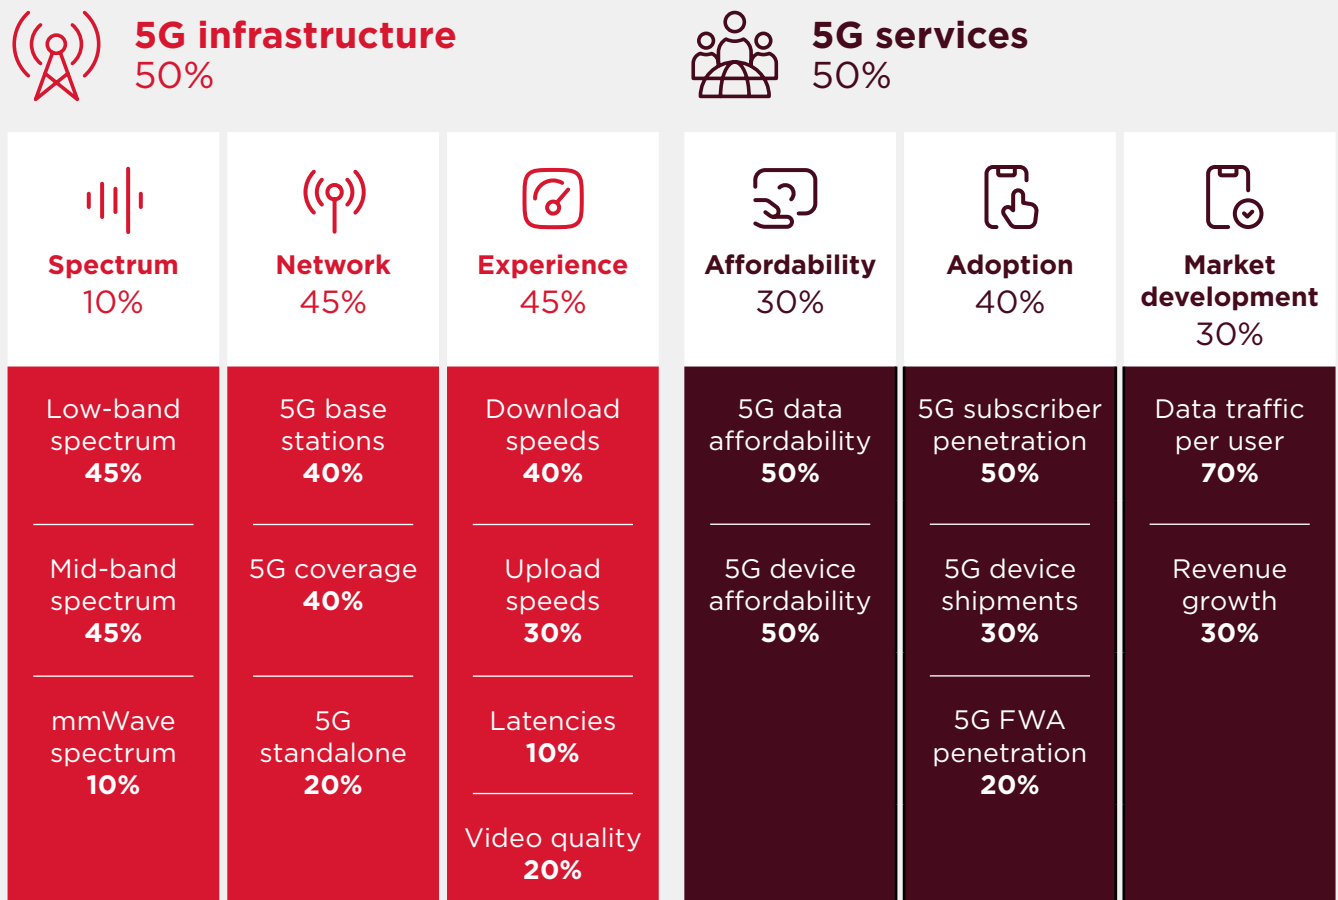 5G infrastructure
50%
5G services
50%
Spectrum
10%
Network
45%
Experience
45%
Affordability
30%
Adoption
40%
Market
development
30%
Low-band
spectrum
45%
Mid-band
spectrum
45%
mmWave
spectrum
10%
5G base
stations
40%
5G coverage
40%
5G
standalone
20%
Download
speeds
40%
Upload
speeds
30%
Latencies
10%
Video quality
20%
5G data
affordability
50%
5G device
affordability
50%
5G subscriber
penetration
50%
5G device
shipments
30%
5G FWA
penetration
20%
Data traffic
per user
70%
Revenue
growth
30%